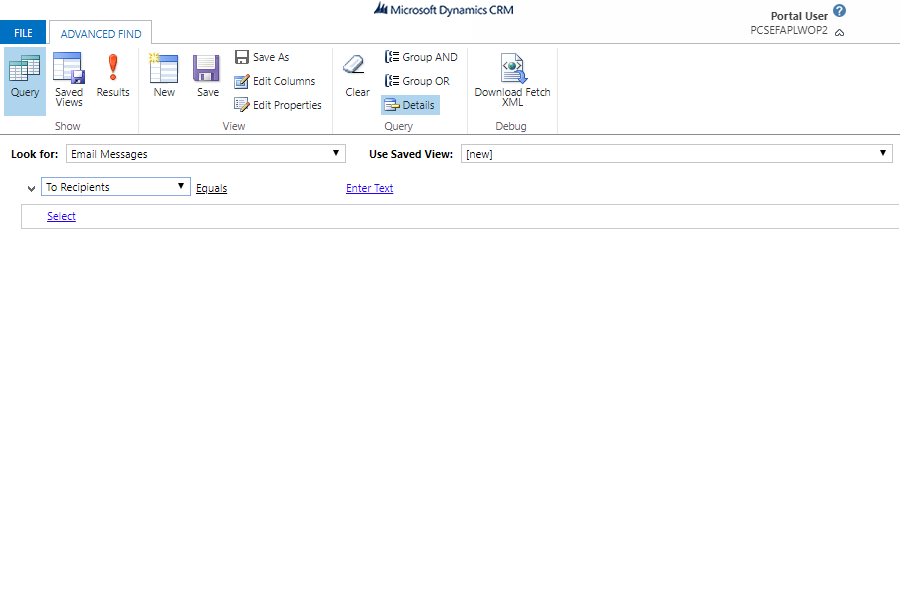 Microsoft Dynamics CRM
Portal User
PCSEFAPLWOP2
FILE
ADVANCED FIND
Query
Saved
Views
Results
New
Save
Save As
Edit Columns
Edit Properties
Clear
Group AND
Group OR
Details
Download Fetch
XML
Show
View
Query
Debug
Look for: Email Messages
Use Saved View: [new]
To Recipients Equals Enter Text
Select